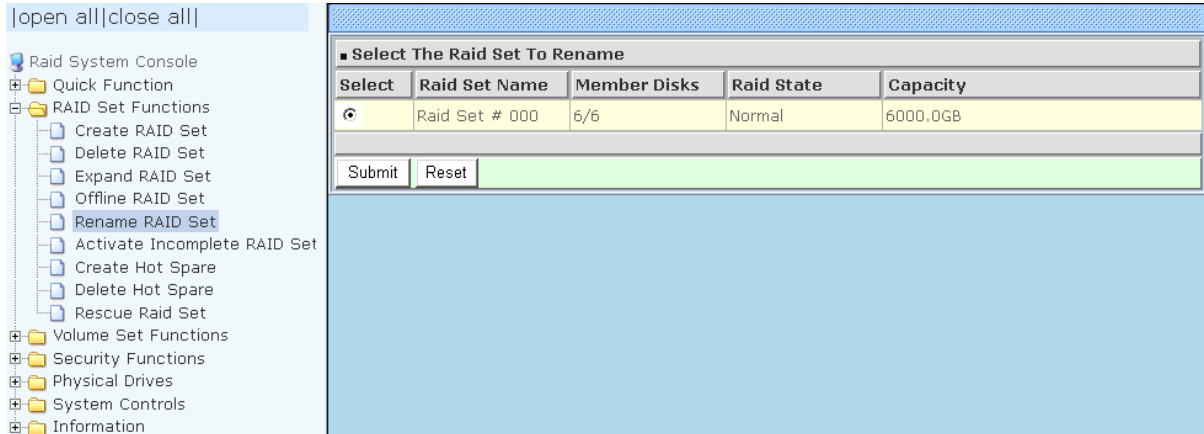 |open all|close all|
Raid System Console
Quick Function
RAID Set Functions
Create RAID Set
Delete RAID Set
Expand RAID Set
Offline RAID Set
Rename RAID Set
Activate Incomplete RAID Set
Create Hot Spare
Delete Hot Spare
Rescue Raid Set
Volume Set Functions
Security Functions
Physical Drives
System Controls
Information
Select The Raid Set To Rename
Select Raid Set Name Member Disks Raid State Capacity
Raid Set # 000 6/6 Normal 6000.0GB
Submit Reset